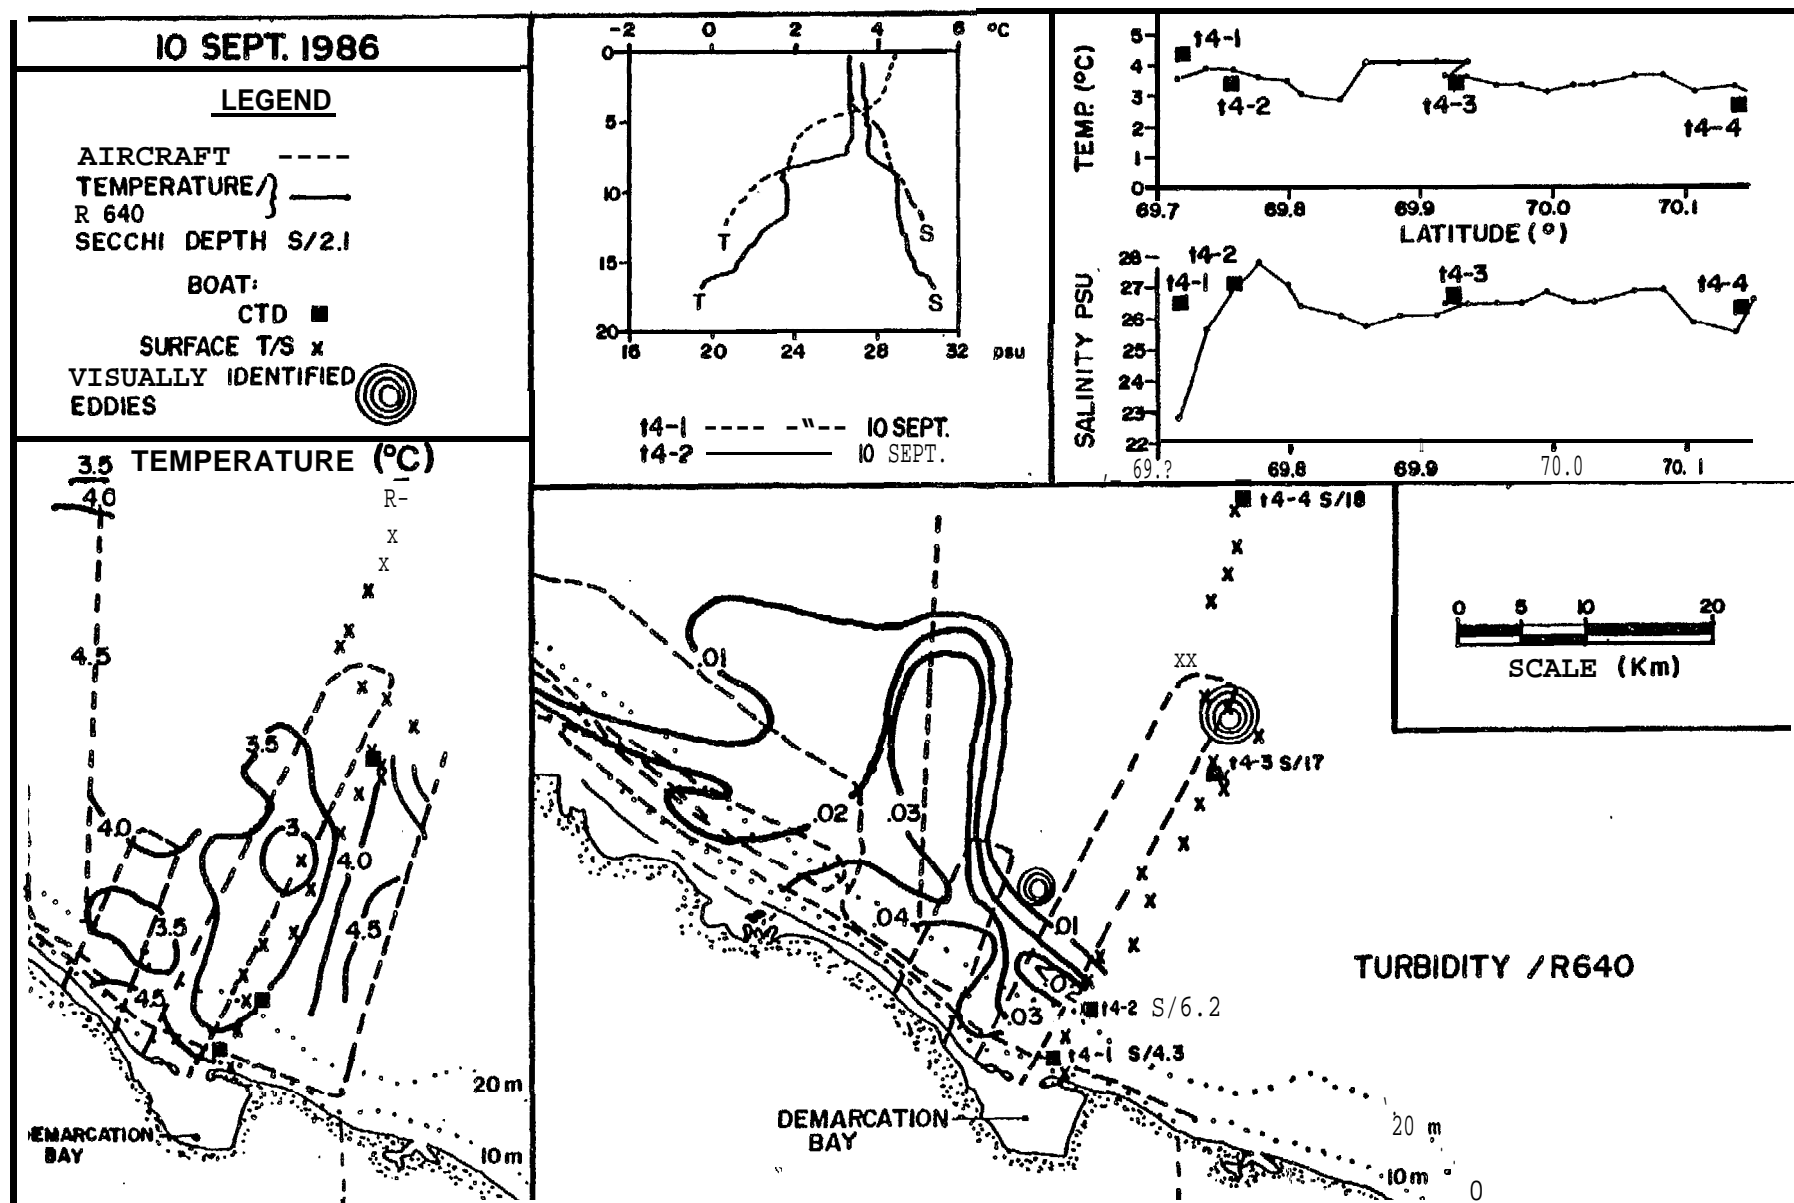 10 SEPT. 1986
LEGEND
AIRCRAFT ----
TEMPERATURE/
R 640
SECCHI DEPTH S/2.1
BOAT:
CTD ■
SURFACE T/S x
VISUALLY IDENTIFIED
EDDIES
-2 0 2 4 6 °C
0
5
10
15
20
T S
T S
16 20 24 28 32 psu
t4-1 ---- -"- 10 SEPT.
t4-2 ——— 10 SEPT.
TEMP. (°C)
5
4
3
2
1
0
t4-1
t4-2
t4-3
t4-4
69.7 69.8 69.9 70.0 70.1
LATITUDE (°)
SALINITY PSU
28
27
26
25
24
23
22
t4-1
t4-2
t4-3
t4-4
69.? 69.8 69.9 70.0 70.1
TEMPERATURE (°C)
3.5
4.0
4.5
R-
x
x
3.5
4.0
3
4.0
3.5
4.5
4.5
20 m
10 m
DEMARCATION
BAY
t4-4 S/18
.01
XX
t4-3 S/17
.02
.03
.04
.01
<.02
.03
t4-2 S/6.2
t4-1 S/4.3
DEMARCATION
BAY
20 m
10 m
0
0 5 10 20
SCALE (Km)
TURBIDITY / R640